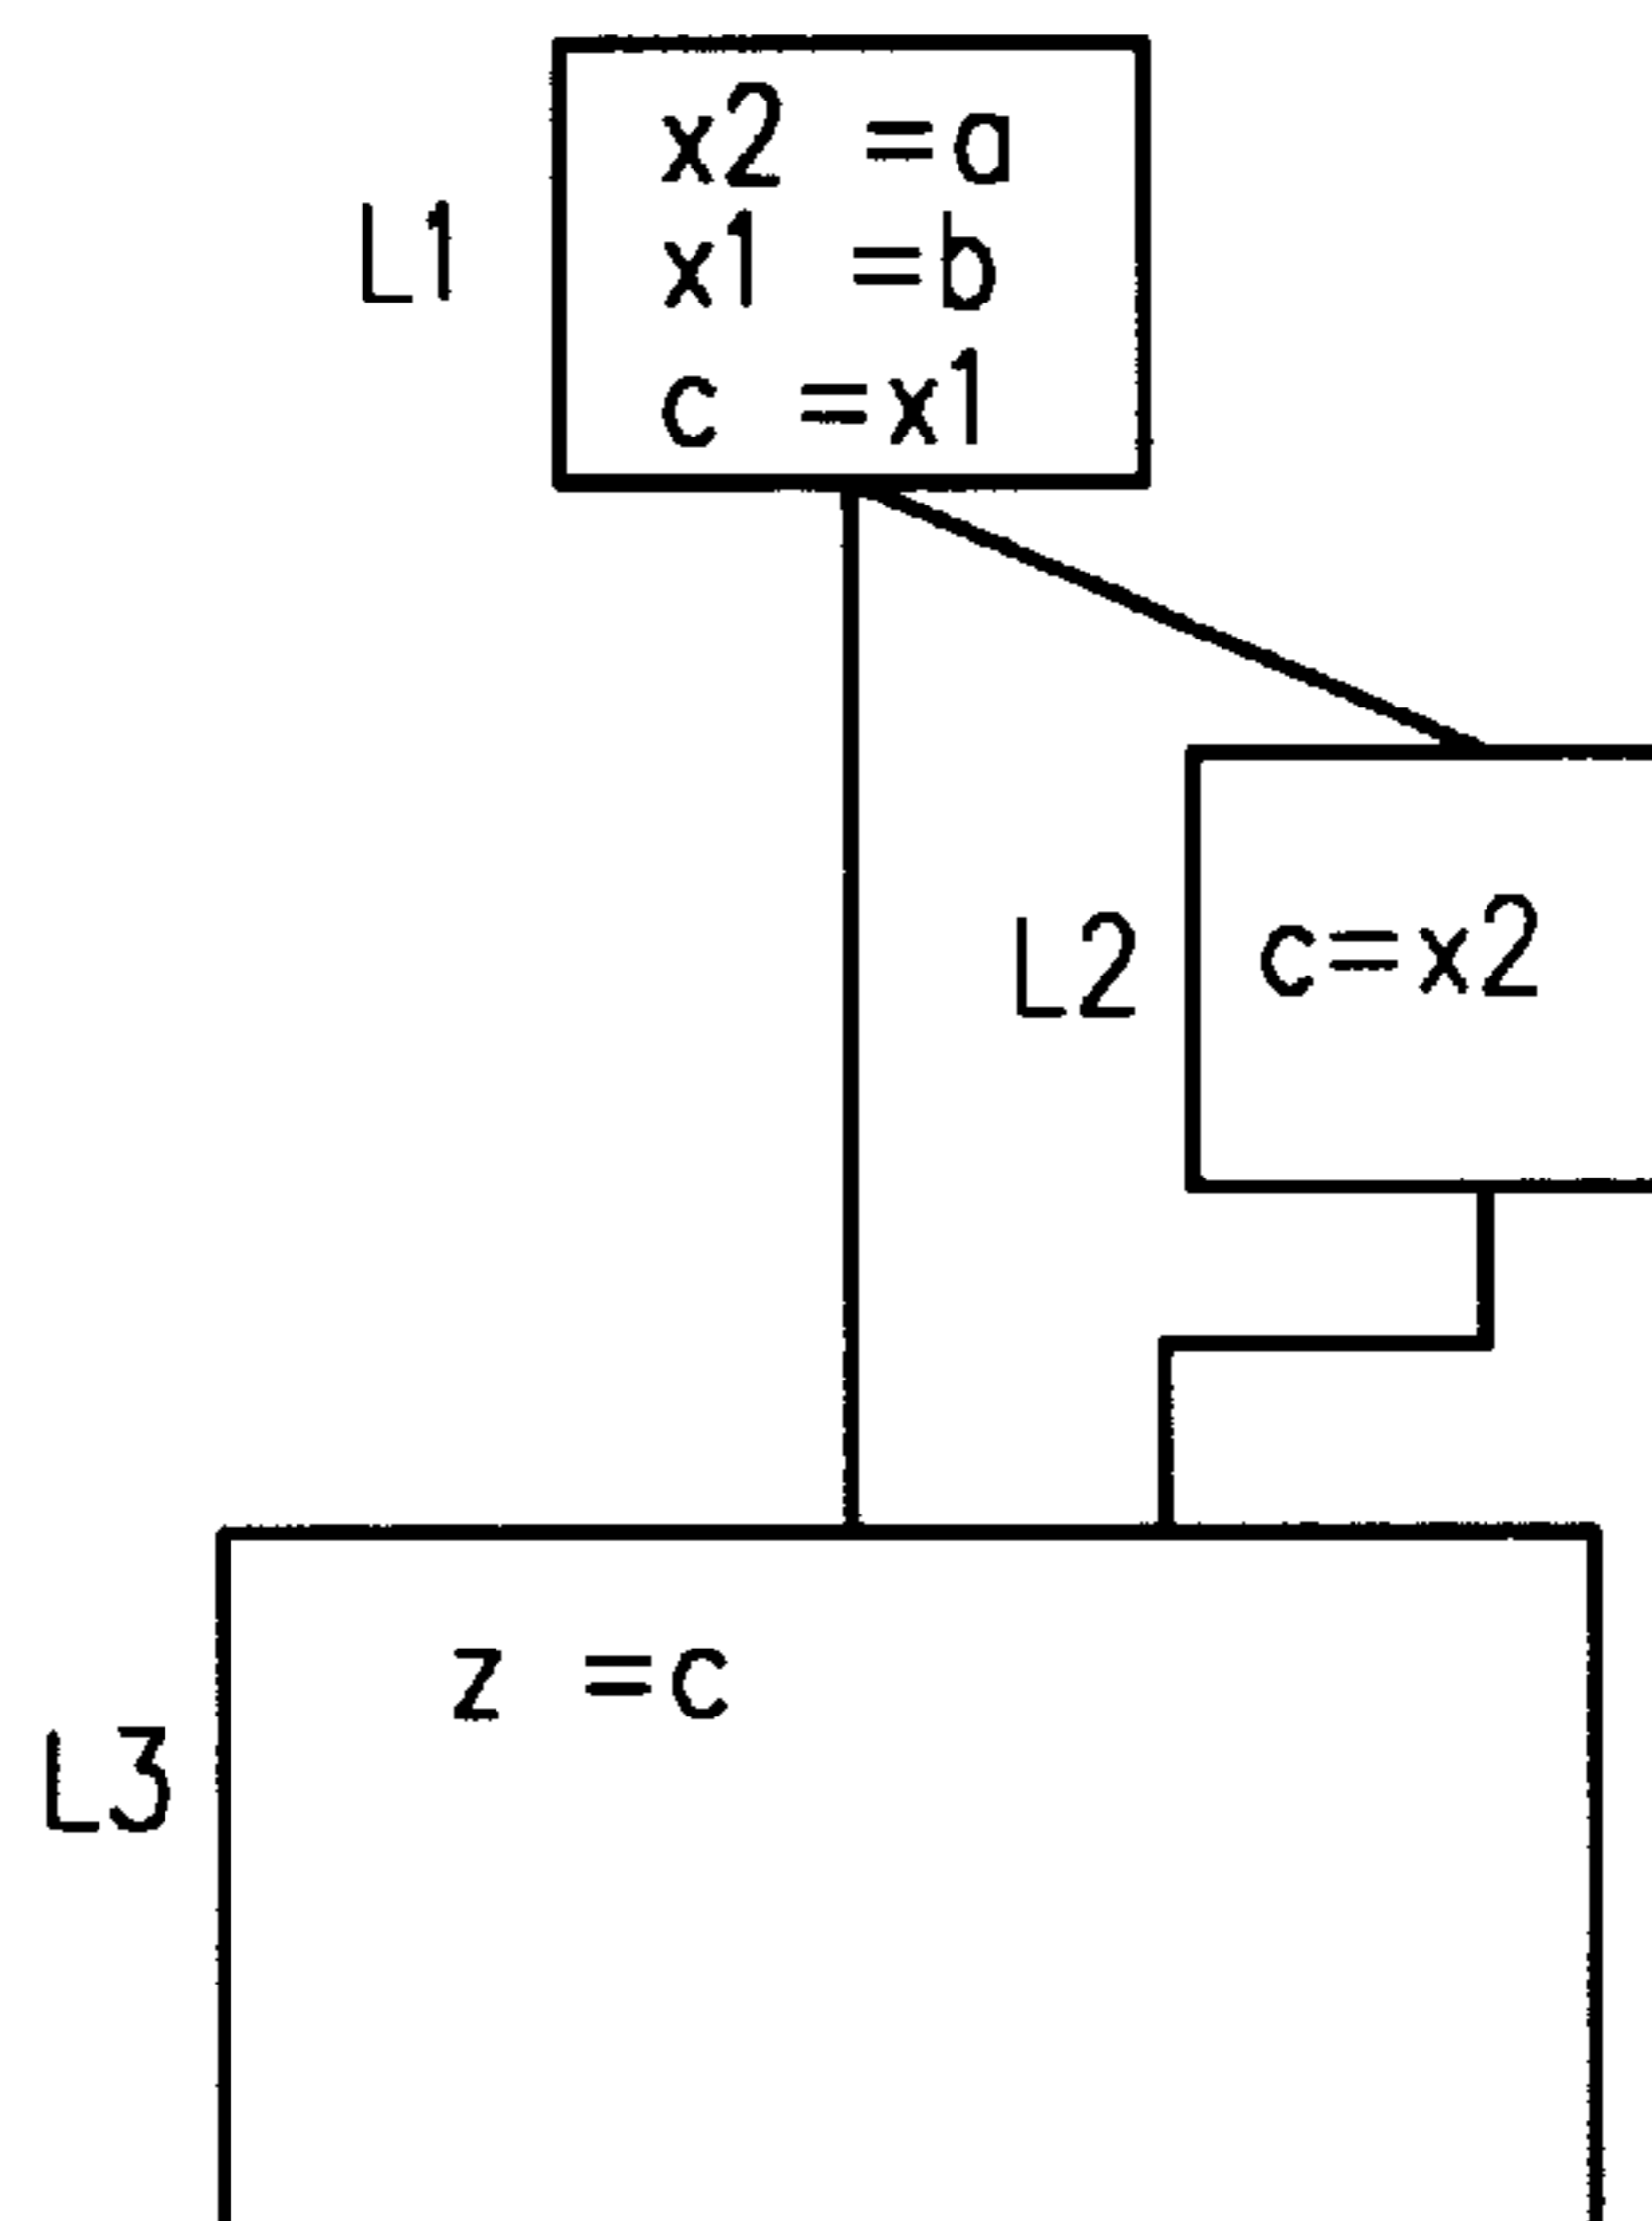 x2 =a
L1
x1 =b
c =x1
L2
c=x2
z =c
L3